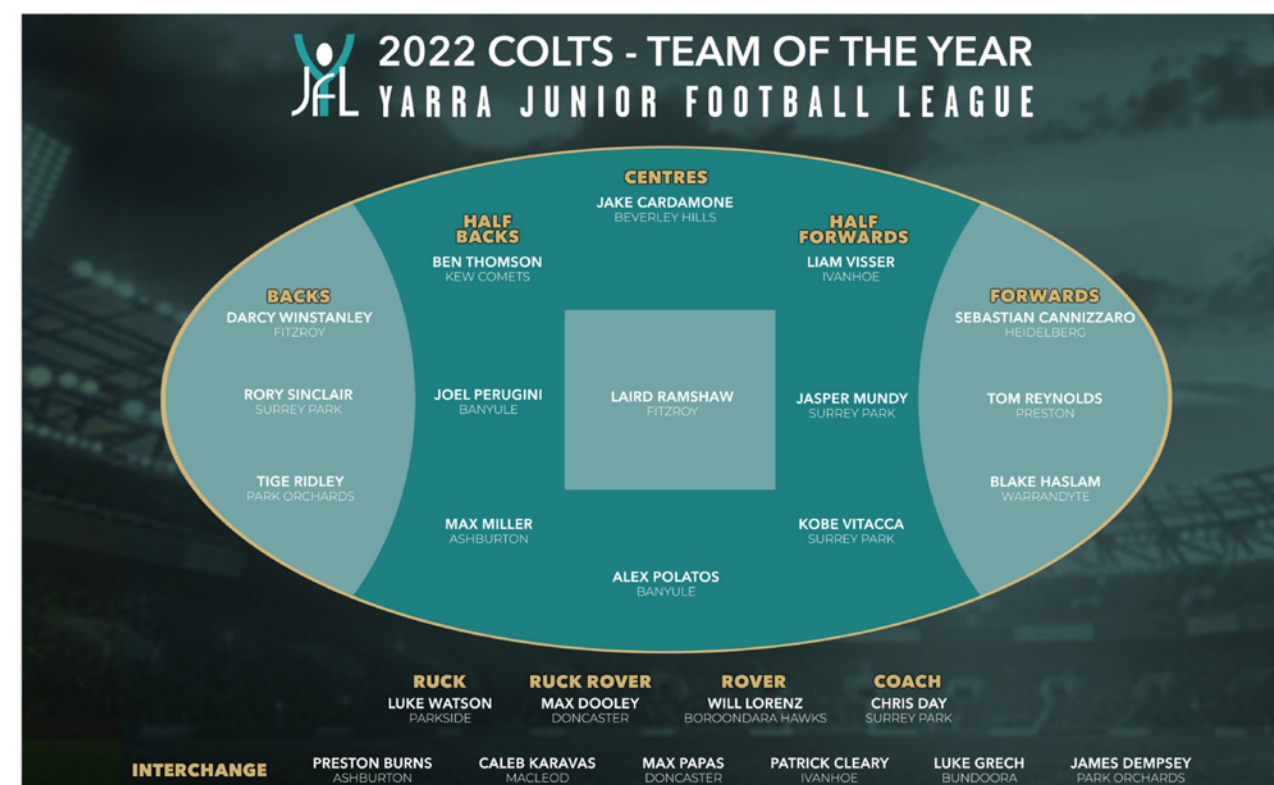 YJFL
2022 COLTS - TEAM OF THE YEAR
YARRA JUNIOR FOOTBALL LEAGUE
BACKS
DARCY WINSTANLEY
FITZROY
RORY SINCLAIR
SURREY PARK
TIGE RIDLEY
PARK ORCHARDS
HALF
BACKS
BEN THOMSON
KEW COMETS
JOEL PERUGINI
BANYULE
MAX MILLER
ASHBURTON
CENTRES
JAKE CARDAMONE
BEVERLEY HILLS
LAIRD RAMSHAW
FITZROY
ALEX POLATOS
BANYULE
HALF
FORWARDS
LIAM VISSER
IVANHOE
JASPER MUNDY
SURREY PARK
KOBE VITACCA
SURREY PARK
FORWARDS
SEBASTIAN CANNIZZARO
HEIDELBERG
TOM REYNOLDS
PRESTON
BLAKE HASLAM
WARRANDYTE
RUCK
LUKE WATSON
PARKSIDE
RUCK ROVER
MAX DOOLEY
DONCASTER
ROVER
WILL LORENZ
BOROONDARA HAWKS
COACH
CHRIS DAY
SURREY PARK
INTERCHANGE
PRESTON BURNS
ASHBURTON
CALEB KARAVAS
MACLEOD
MAX PAPAS
DONCASTER
PATRICK CLEARY
IVANHOE
LUKE GRECH
BUNDOORA
JAMES DEMPSEY
PARK ORCHARDS